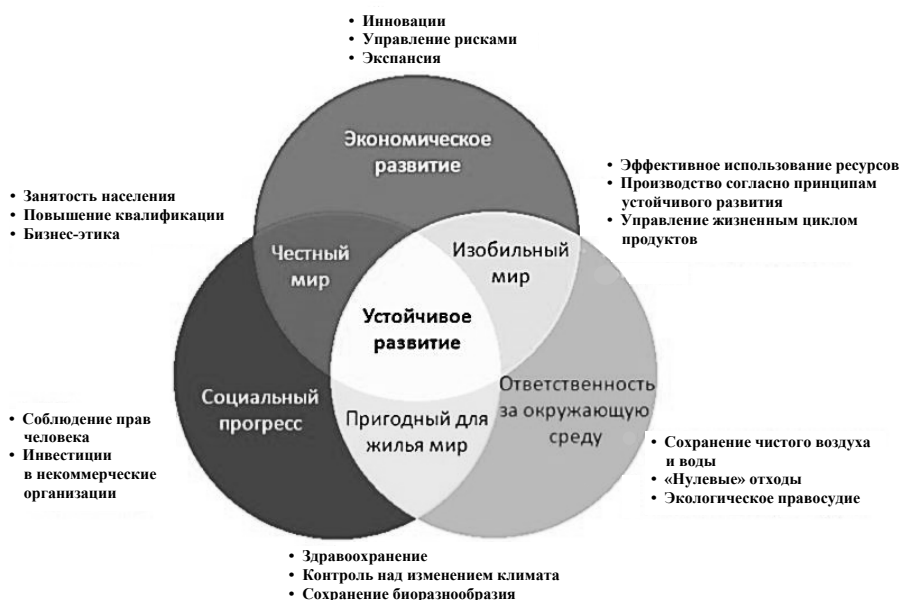 • Инновации
• Управление рисками
• Экспансия
Экономическое
развитие
• Эффективное использование ресурсов
• Производство согласно принципам
устойчивого развития
• Управление жизненным циклом
продуктов
• Занятость населения
• Повышение квалификации
• Бизнес-этика
Честный
мир
Изобильный
мир
Устойчивое
развитие
Социальный
прогресс
Пригодный для
жилья мир
Ответственность
за окружающую
среду
• Соблюдение прав
человека
• Инвестиции
в некоммерческие
организации
• Сохранение чистого воздуха
и воды
• «Нулевые» отходы
• Экологическое правосудие
• Здравоохранение
• Контроль над изменением климата
• Сохранение биоразнообразия